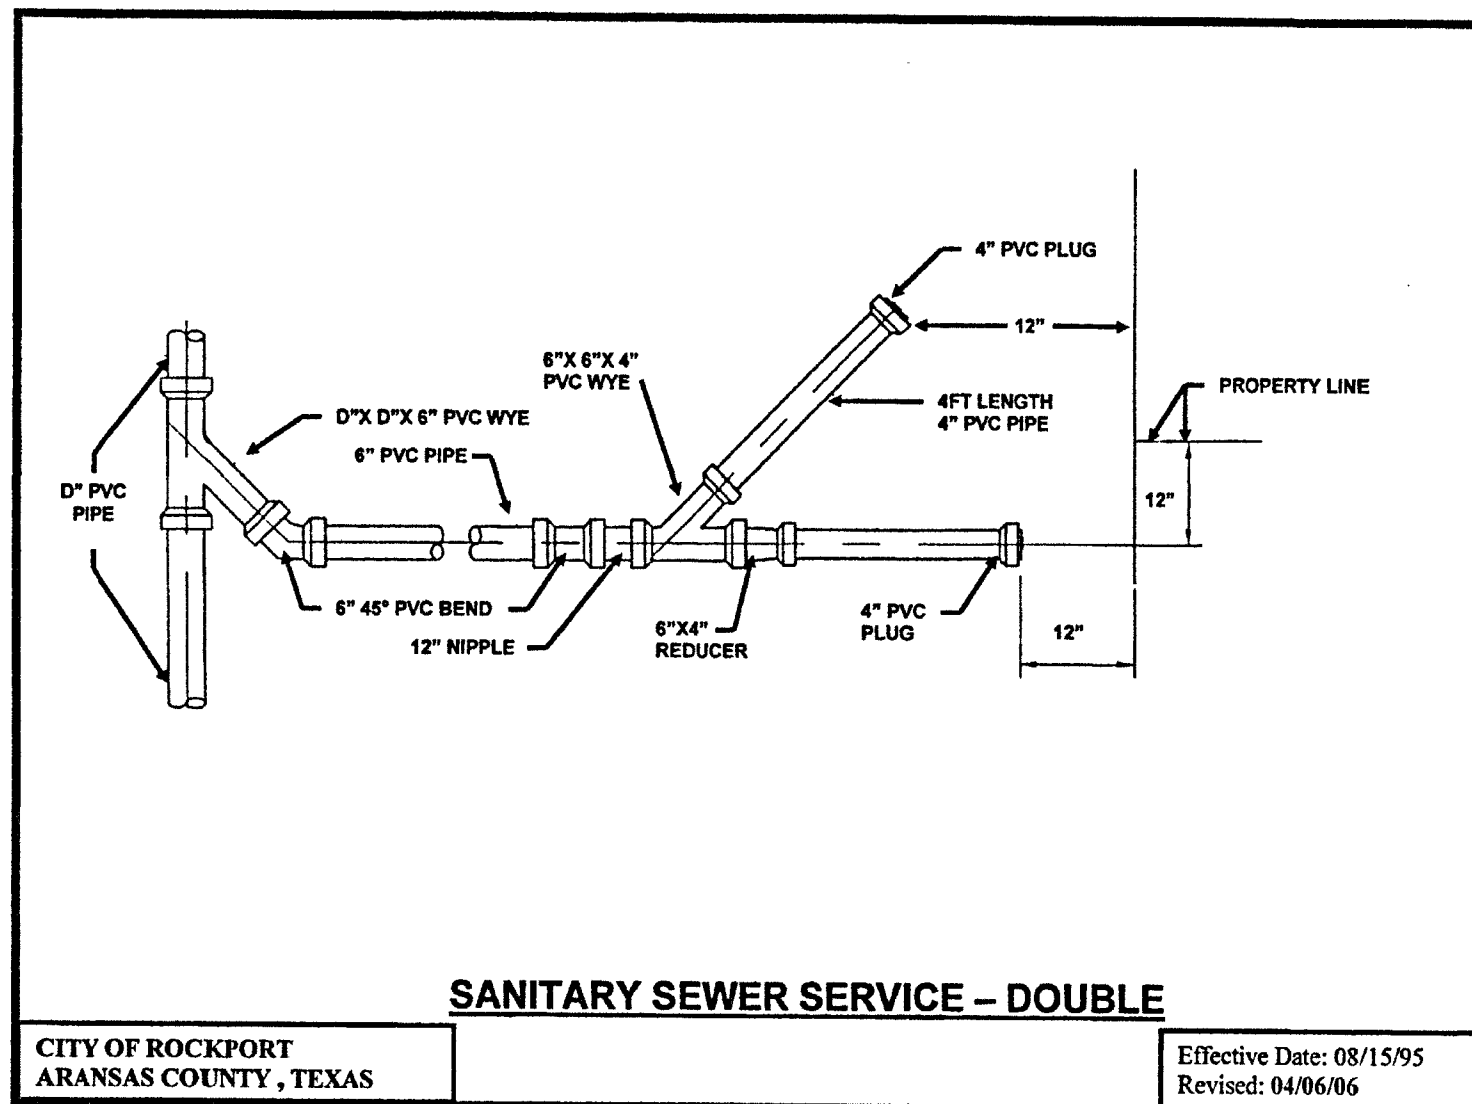 4" PVC PLUG
12"
6"X 6"X 4"
PVC WYE
PROPERTY LINE
4FT LENGTH
4" PVC PIPE
D"X D"X 6" PVC WYE
6" PVC PIPE
D" PVC
PIPE
12"
6" 45° PVC BEND
4" PVC
PLUG
12"
6"X4"
REDUCER
12" NIPPLE
SANITARY SEWER SERVICE – DOUBLE
CITY OF ROCKPORT
ARANSAS COUNTY , TEXAS
Effective Date: 08/15/95
Revised: 04/06/06